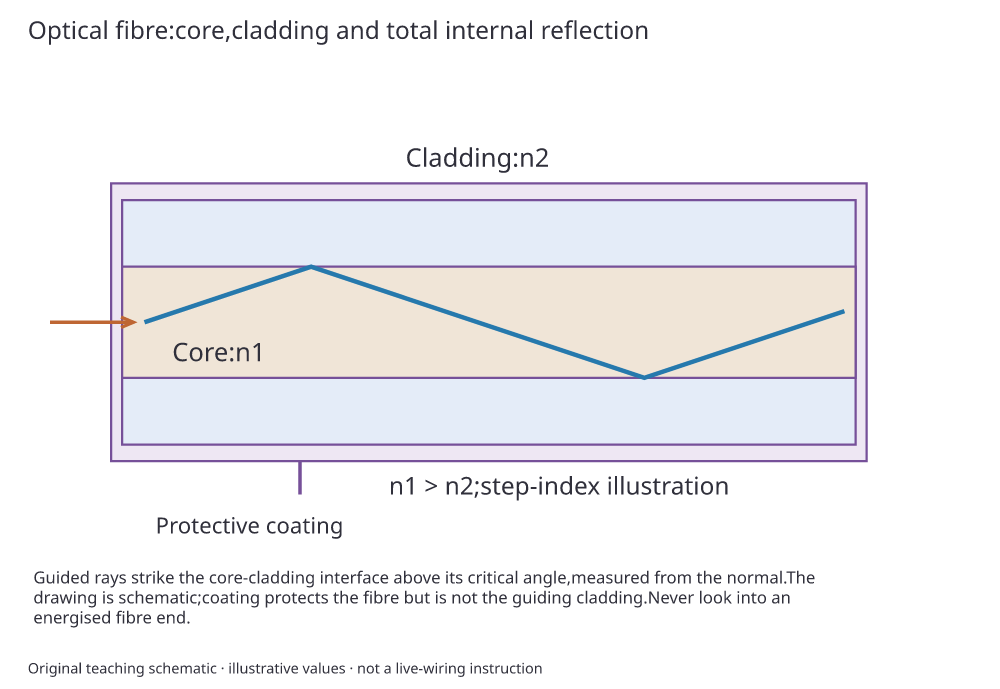 Optical fibre:core,cladding and total internal reflection
Cladding:n2
Core:n1
n1 > n2;step-index illustration
Protective coating
Guided rays strike the core-cladding interface above its critical angle,measured from the normal.The
drawing is schematic;coating protects the fibre but is not the guiding cladding.Never look into an
energised fibre end.
Original teaching schematic · illustrative values · not a live-wiring instruction